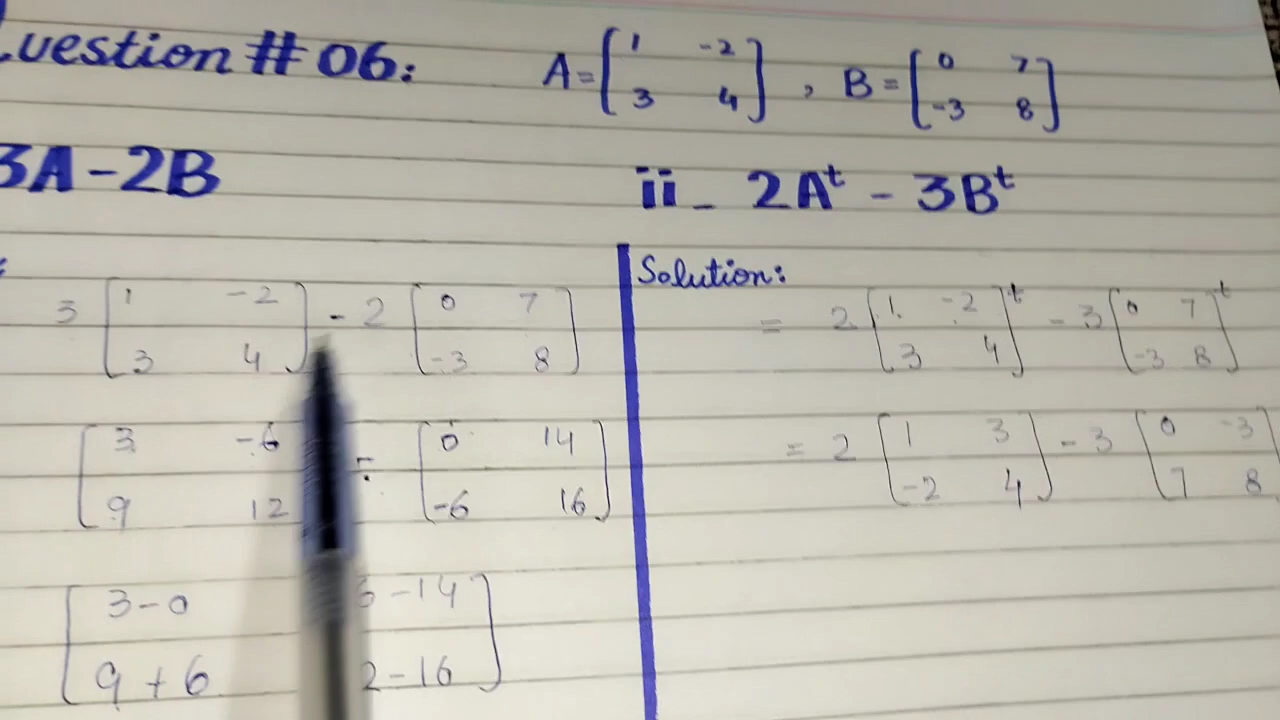 uestion # 06: A = [ 1 -2 ] , B = [ 0 7 ]
[ 3 4 ] [ -3 8 ]
3A - 2B
ii - 2Aᵗ - 3Bᵗ
3 [ 1 -2 ] - 2 [ 0 7 ]
[ 3 4 ] [ -3 8 ]
[ 3 -6 - [ 0 14 ]
[ 9 12 [ -6 16 ]
[ 3-0 -14 ]
[ 9+6 2-16 ]
Solution:
= 2 [ 1 -2 ]ᵗ - 3 [ 0 7 ]ᵗ
[ 3 4 ] [ -3 8 ]
= 2 [ 1 3 ] - 3 [ 0 -3
[ -2 4 ] [ 7 8